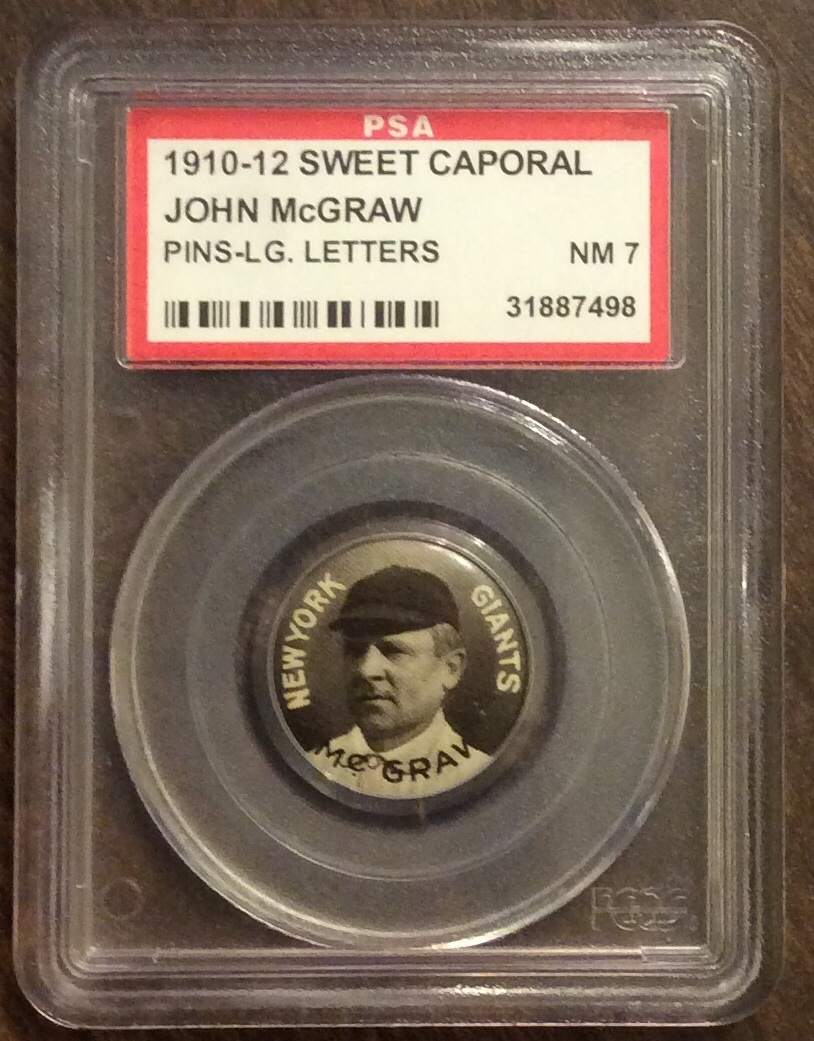 PSA
1910-12 SWEET CAPORAL
JOHN McGRAW
PINS-LG. LETTERS NM 7
31887498
NEW YORK GIANTS
McGRAW